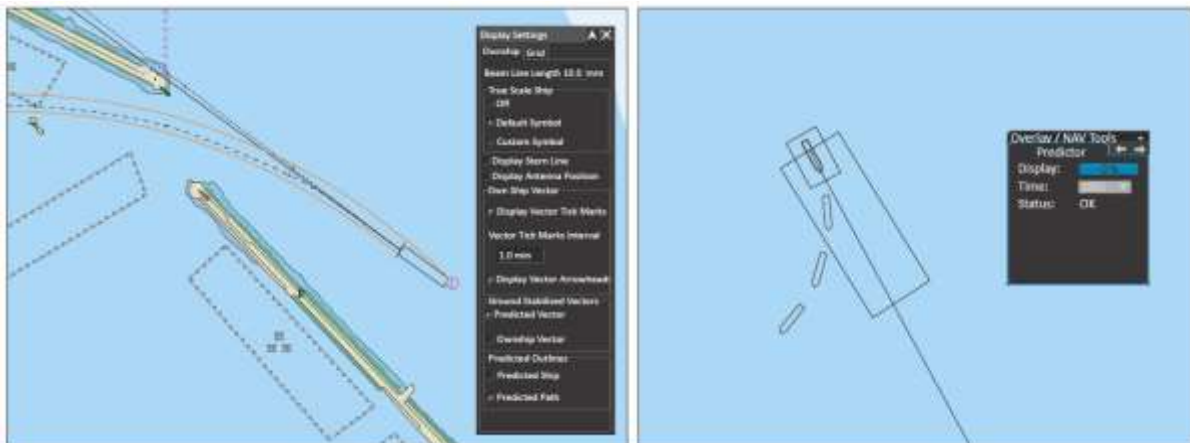 Display Settings
Ownship Grid
Beam Line Length 10.0 mm
True Scale Ship
Off
Default Symbol
Custom Symbol
Display Stern Line
Display Antenna Position
Own Ship Vector
Display Vector Tick Marks
Vector Tick Marks Interval
1.0 min
Display Vector Arrowheads
Ground Stabilised Vectors
Predicted Vector
Ownship Vector
Predicted Outlines
Predicted Ship
Predicted Path
Overlay / NAV Tools
Predictor
Display:
Time:
Status: OK